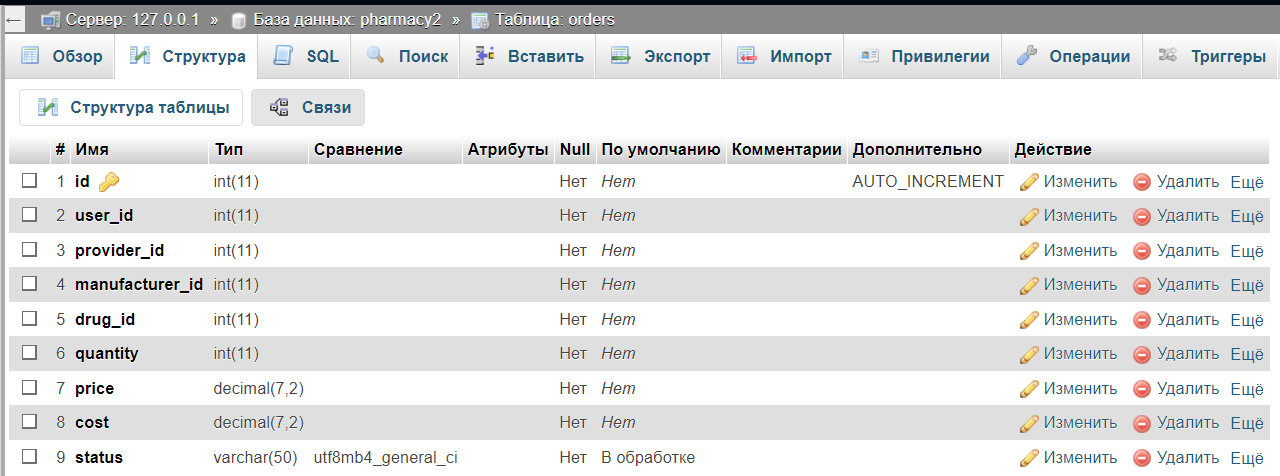 ← Сервер: 127.0.0.1 » База данных: pharmacy2 » Таблица: orders
Обзор Структура SQL Поиск Вставить Экспорт Импорт Привилегии Операции Триггеры
Структура таблицы Связи
# Имя Тип Сравнение Атрибуты Null По умолчанию Комментарии Дополнительно Действие
1 id int(11) Нет Нет AUTO_INCREMENT Изменить Удалить Ещё
2 user_id int(11) Нет Нет Изменить Удалить Ещё
3 provider_id int(11) Нет Нет Изменить Удалить Ещё
4 manufacturer_id int(11) Нет Нет Изменить Удалить Ещё
5 drug_id int(11) Нет Нет Изменить Удалить Ещё
6 quantity int(11) Нет Нет Изменить Удалить Ещё
7 price decimal(7,2) Нет Нет Изменить Удалить Ещё
8 cost decimal(7,2) Нет Нет Изменить Удалить Ещё
9 status varchar(50) utf8mb4_general_ci Нет В обработке Изменить Удалить Ещё